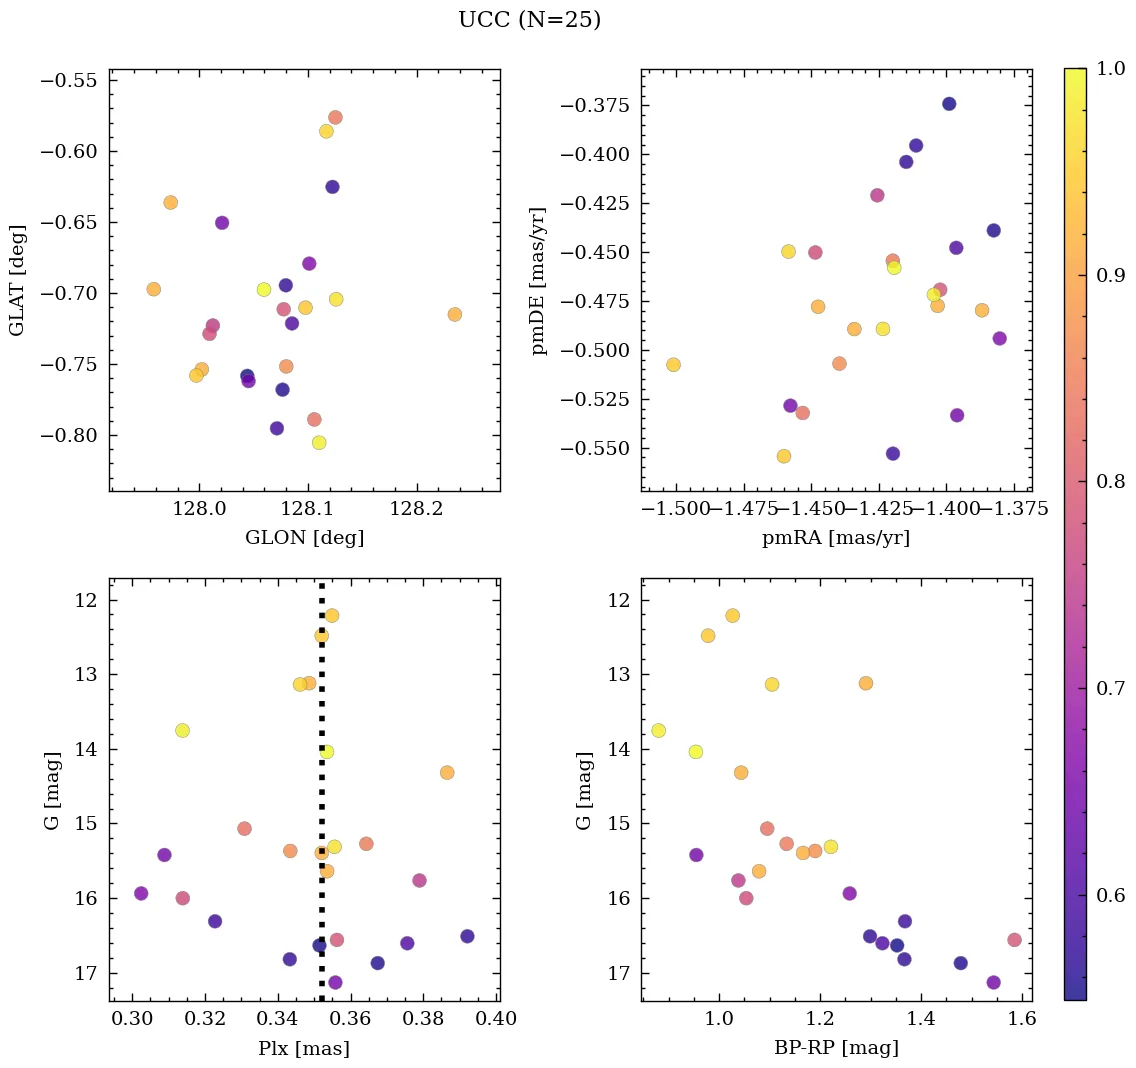 UCC (N=25)
−0.55
−0.60
−0.65
−0.70
−0.75
−0.80
GLAT [deg]
128.0 128.1 128.2
GLON [deg]
−0.375
−0.400
−0.425
−0.450
−0.475
−0.500
−0.525
−0.550
pmDE [mas/yr]
−1.500 −1.475 −1.450 −1.425 −1.400 −1.375
pmRA [mas/yr]
12
13
14
15
16
17
G [mag]
0.30 0.32 0.34 0.36 0.38 0.40
Plx [mas]
12
13
14
15
16
17
G [mag]
1.0 1.2 1.4 1.6
BP-RP [mag]
1.0
0.9
0.8
0.7
0.6